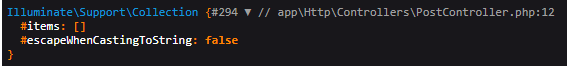 Illuminate\Support\Collection {#294 ▼ // app\Http\Controllers\PostController.php:12
#items: []
#escapeWhenCastingToString: false
}